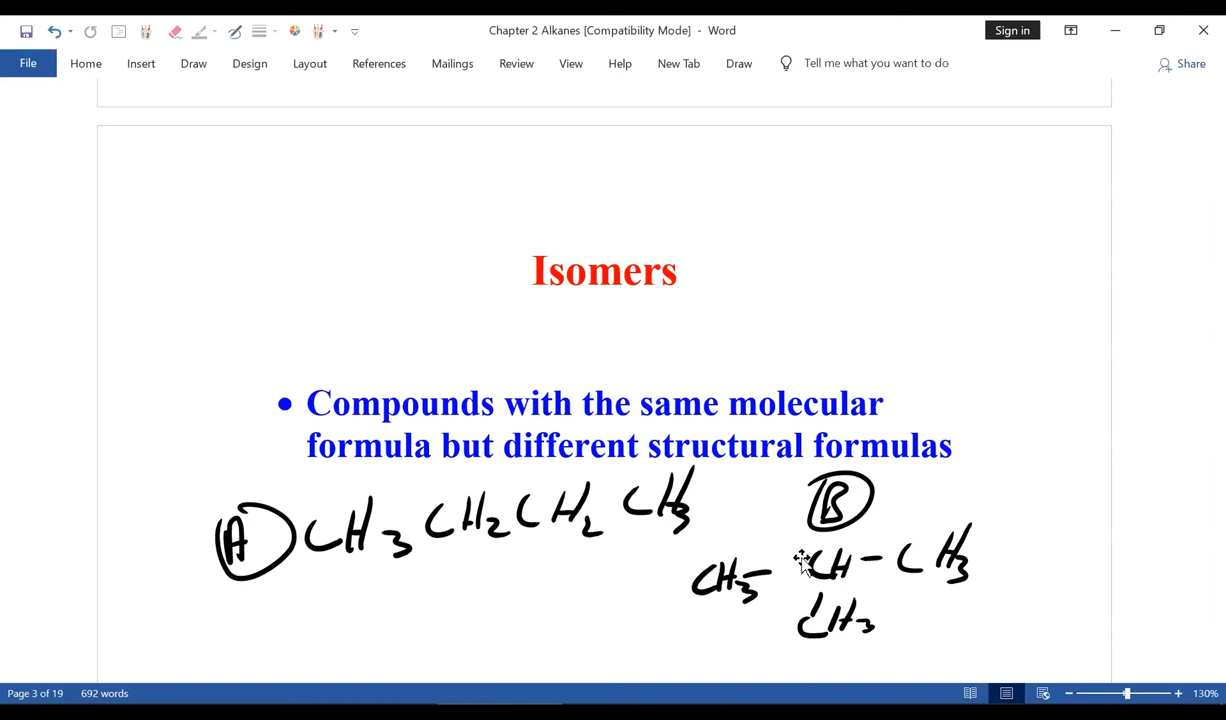 Chapter 2 Alkanes [Compatibility Mode] - Word
Sign in
File Home Insert Draw Design Layout References Mailings Review View Help New Tab Draw Tell me what you want to do Share
Isomers
• Compounds with the same molecular
formula but different structural formulas
A CH3 CH2 CH2 CH3
B
CH3 - CH - CH3
CH3
Page 3 of 19 692 words 130%